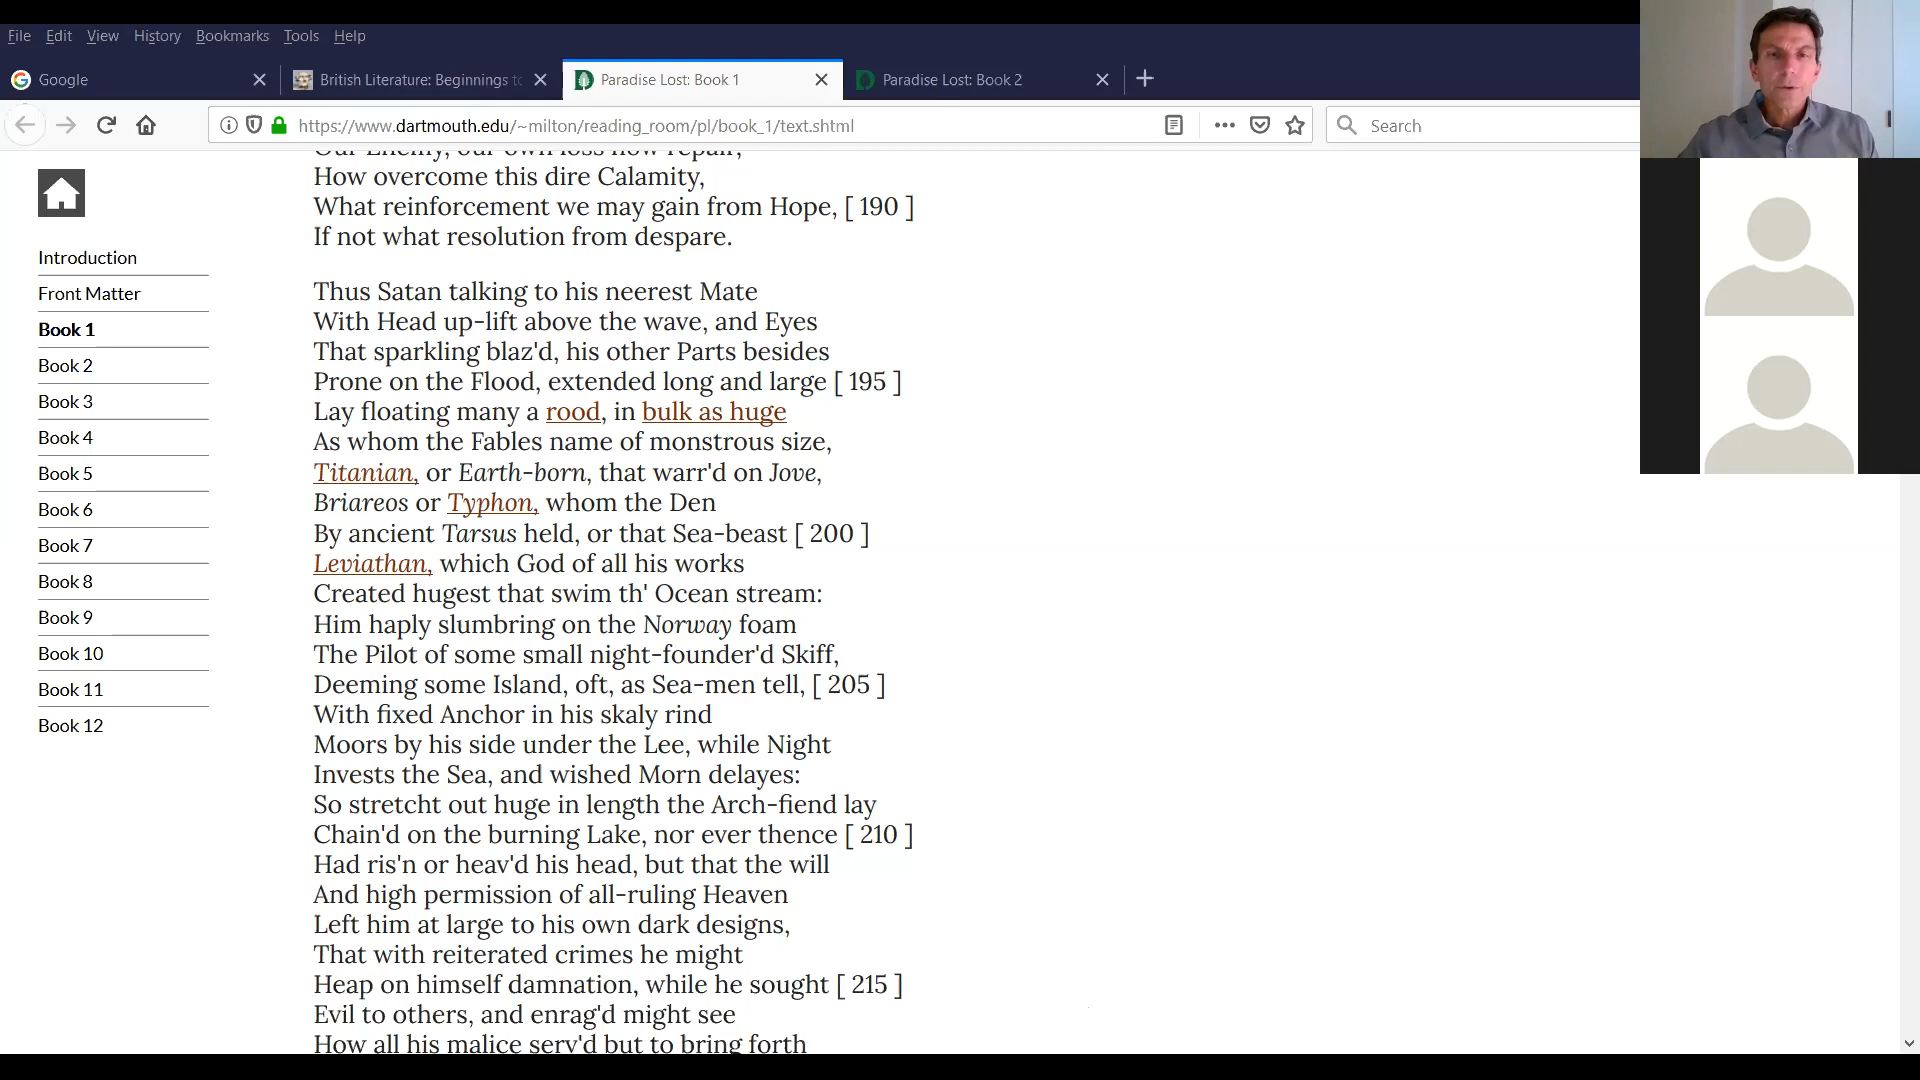 File Edit View History Bookmarks Tools Help
Google
British Literature: Beginnings to
Paradise Lost: Book 1
Paradise Lost: Book 2
https://www.dartmouth.edu/~milton/reading_room/pl/book_1/text.shtml
Search
Introduction
Front Matter
Book 1
Book 2
Book 3
Book 4
Book 5
Book 6
Book 7
Book 8
Book 9
Book 10
Book 11
Book 12
Our Enemy, our own loss how repair,
How overcome this dire Calamity,
What reinforcement we may gain from Hope, [ 190 ]
If not what resolution from despare.
Thus Satan talking to his neerest Mate
With Head up-lift above the wave, and Eyes
That sparkling blaz'd, his other Parts besides
Prone on the Flood, extended long and large [ 195 ]
Lay floating many a rood, in bulk as huge
As whom the Fables name of monstrous size,
Titanian, or Earth-born, that warr'd on Jove,
Briareos or Typhon, whom the Den
By ancient Tarsus held, or that Sea-beast [ 200 ]
Leviathan, which God of all his works
Created hugest that swim th' Ocean stream:
Him haply slumbring on the Norway foam
The Pilot of some small night-founder'd Skiff,
Deeming some Island, oft, as Sea-men tell, [ 205 ]
With fixed Anchor in his skaly rind
Moors by his side under the Lee, while Night
Invests the Sea, and wished Morn delayes:
So stretcht out huge in length the Arch-fiend lay
Chain'd on the burning Lake, nor ever thence [ 210 ]
Had ris'n or heav'd his head, but that the will
And high permission of all-ruling Heaven
Left him at large to his own dark designs,
That with reiterated crimes he might
Heap on himself damnation, while he sought [ 215 ]
Evil to others, and enrag'd might see
How all his malice serv'd but to bring forth